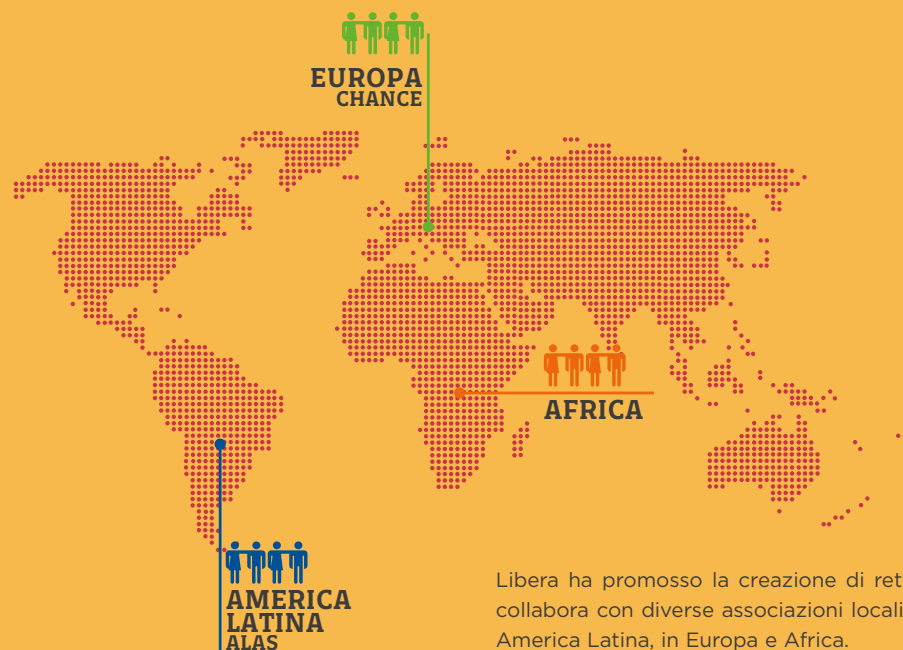 EUROPA
CHANCE
AFRICA
AMERICA
LATINA
ALAS
Libera ha promosso la creazione di ret
collabora con diverse associazioni locali
America Latina, in Europa e Africa.